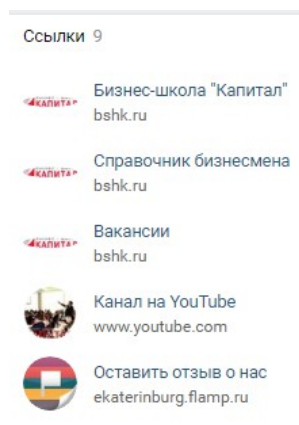 Ссылки 9
Бизнес-школа "Капитал"
bshk.ru
Справочник бизнесмена
bshk.ru
Вакансии
bshk.ru
Канал на YouTube
www.youtube.com
Оставить отзыв о нас
ekaterinburg.flamp.ru